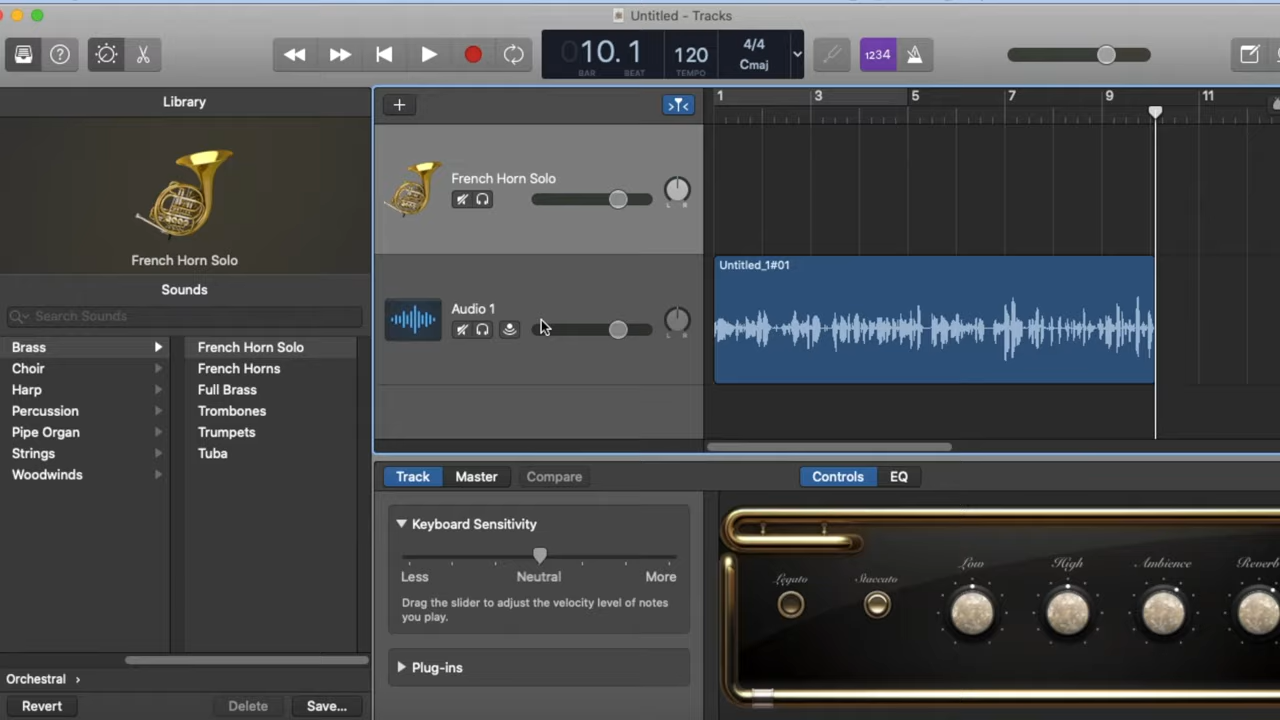 Untitled - Tracks
010.1
BAR
BEAT
120
TEMPO
4/4
Cmaj
1234
Library
French Horn Solo
Sounds
Search Sounds
Brass
Choir
Harp
Percussion
Pipe Organ
Strings
Woodwinds
French Horn Solo
French Horns
Full Brass
Trombones
Trumpets
Tuba
Orchestral
Revert
Delete
Save...
1
3
5
7
9
11
French Horn Solo
L R
Audio 1
L R
Untitled_1#01
Track
Master
Compare
Controls
EQ
Keyboard Sensitivity
Less
Neutral
More
Drag the slider to adjust the velocity level of notes
you play.
Plug-ins
Legato
Staccato
Low
High
Ambience
Reverb